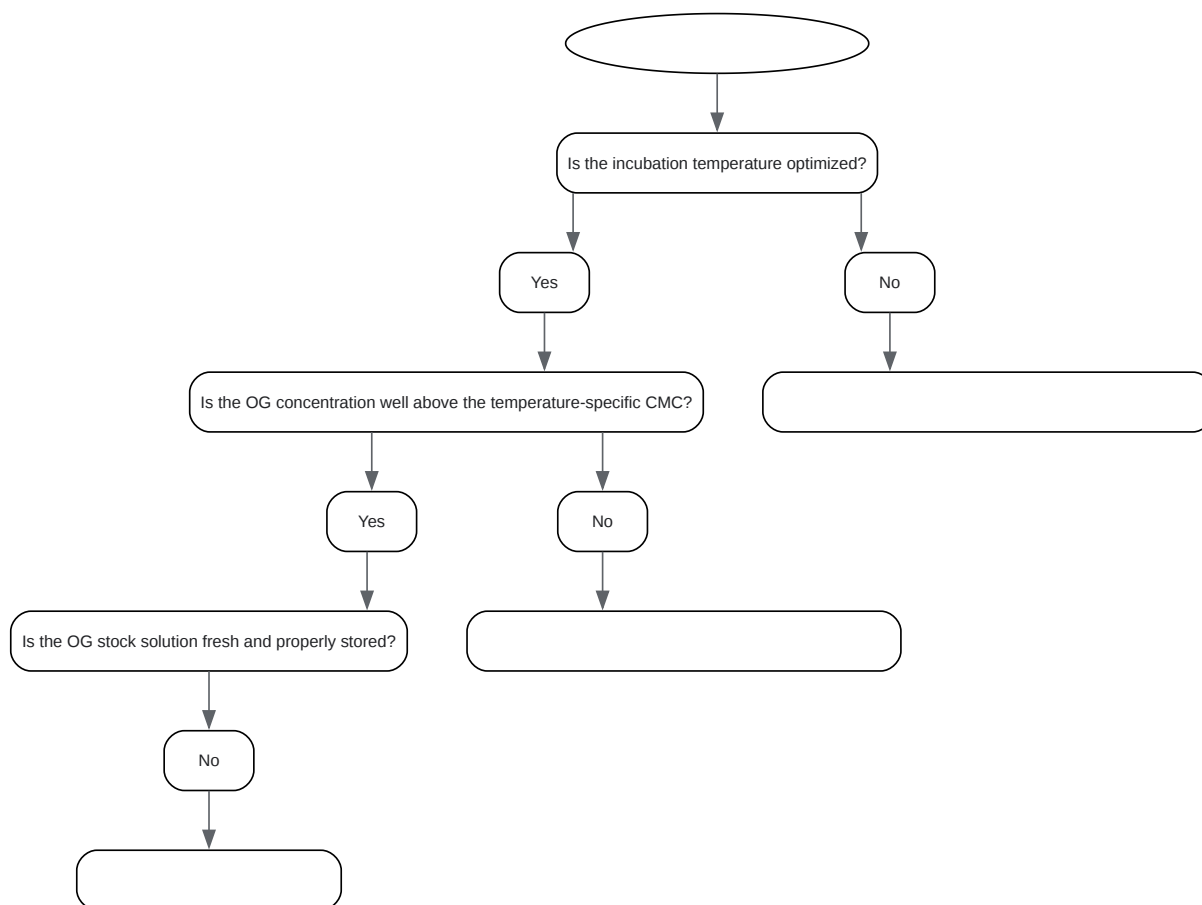 Is the incubation temperature optimized?
Yes
No
Is the OG concentration well above the temperature-specific CMC?
Yes
No
Is the OG stock solution fresh and properly stored?
No